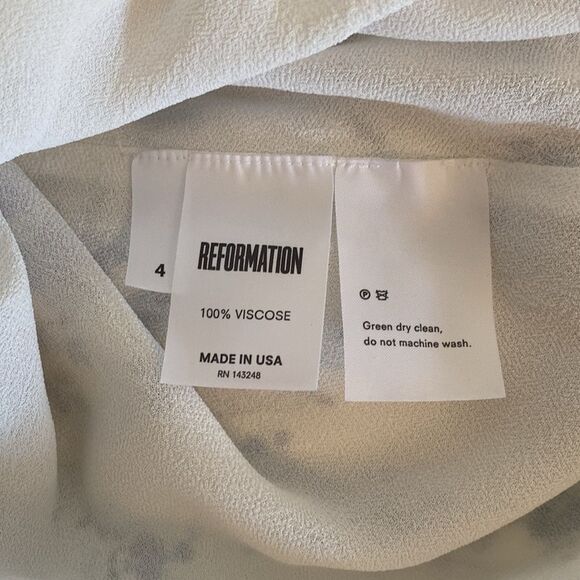 4
REFORMATION
100% VISCOSE
MADE IN USA
RN 143248
P
Green dry clean,
do not machine wash.